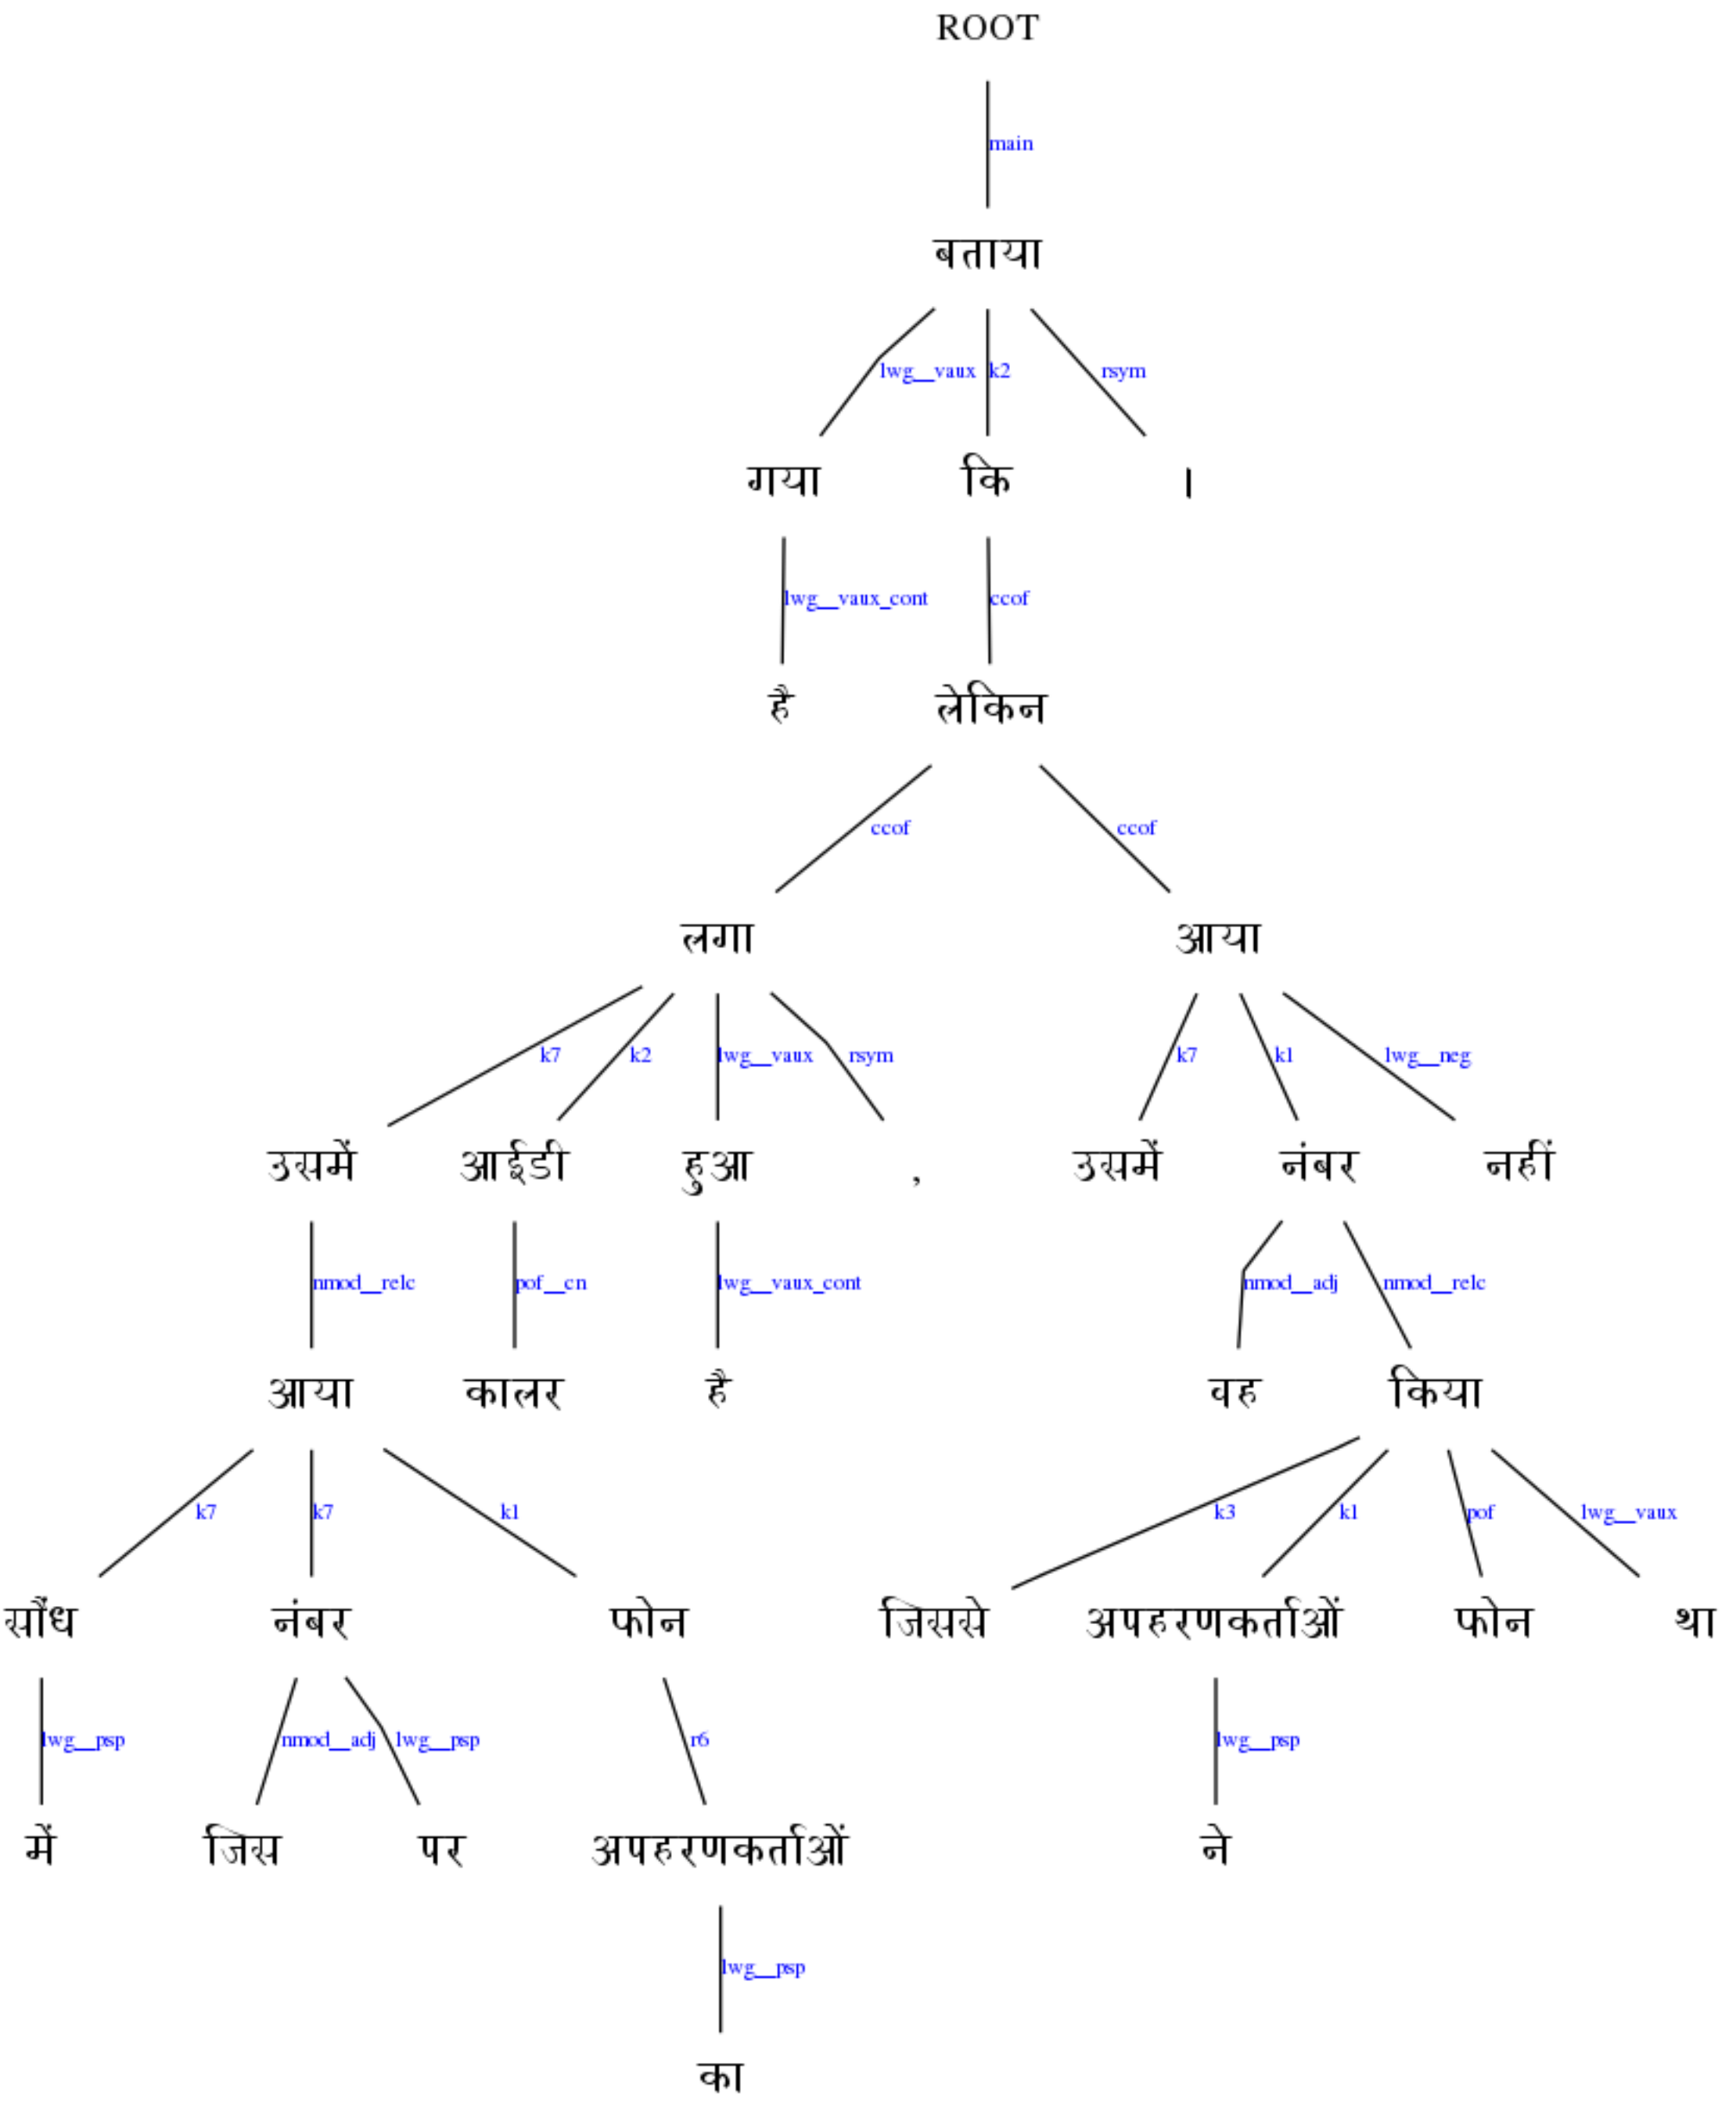 ROOT
main
बताया
lwg__vaux k2 rsym
गया कि ।
lwg__vaux_cont ccof
है लेकिन
ccof ccof
लगा आया
k7 k2 lwg__vaux rsym k7 k1 lwg__neg
उसमें आईडी हुआ , उसमें नंबर नहीं
nmod__relc pof__cn lwg__vaux_cont nmod__adj nmod__relc
आया कालर है वह किया
k7 k7 k1 k3 k1 pof lwg__vaux
सौंध नंबर फोन जिससे अपहरणकर्ताओं फोन था
lwg__psp nmod__adj lwg__psp r6 lwg__psp
में जिस पर अपहरणकर्ताओं ने
lwg__psp
का